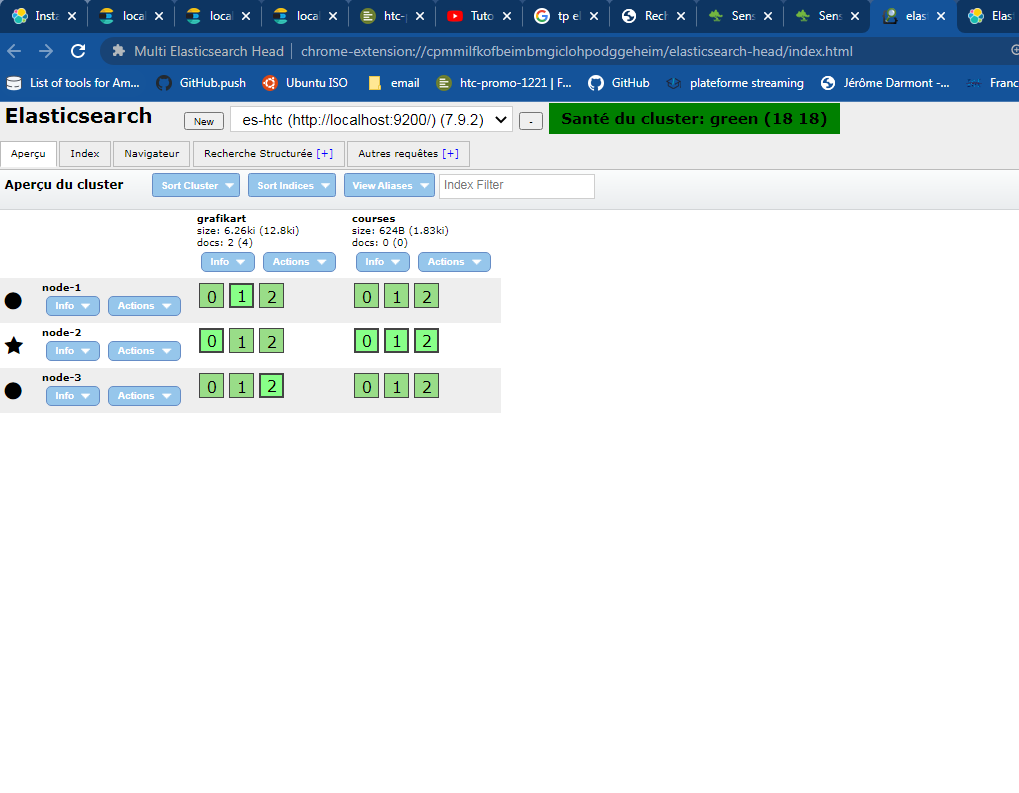 Insta local local local htc-p Tuto tp el Rech Sens Sens elast Elast
Multi Elasticsearch Head chrome-extension://cpmmilfkofbeimbmgiclohpodggeheim/elasticsearch-head/index.html
List of tools for Am... GitHub.push Ubuntu ISO email htc-promo-1221 | F... GitHub plateforme streaming Jérôme Darmont -... Franc
Elasticsearch New es-htc (http://localhost:9200/) (7.9.2) - Santé du cluster: green (18 18)
Aperçu Index Navigateur Recherche Structurée [+] Autres requêtes [+]
Aperçu du cluster Sort Cluster Sort Indices View Aliases Index Filter
grafikart courses
size: 6.26ki (12.8ki) size: 624B (1.83ki)
docs: 2 (4) docs: 0 (0)
Info Actions Info Actions
node-1
Info Actions 0 1 2 0 1 2
node-2
Info Actions 0 1 2 0 1 2
node-3
Info Actions 0 1 2 0 1 2